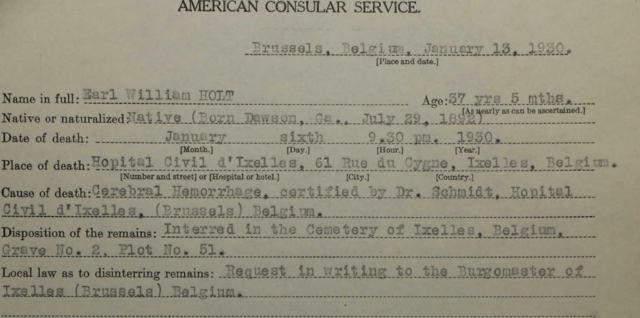 AMERICAN CONSULAR SERVICE.
Brussels, Belgium, January 13, 1930.
[Place and date.]
Name in full: Earl William HOLT Age: 37 yrs 5 mths.
[As nearly as can be ascertained.]
Native or naturalized: Native (Born Dawson, Ga., July 29, 1892)
Date of death: January sixth 9.30 pm. 1930.
[Month.] [Day.] [Hour.] [Year.]
Place of death: Hopital Civil d'Ixelles, 61 Rue du Cygne, Ixelles, Belgium.
[Number and street] or [Hospital or hotel.] [City.] [Country.]
Cause of death: Cerebral Hemorrhage, certified by Dr. Schmidt, Hopital
Civil d'Ixelles, (Brussels) Belgium.
Disposition of the remains: Interred in the Cemetery of Ixelles, Belgium.
Grave No. 2, Plot No. 51.
Local law as to disinterring remains: Request in writing to the Burgomaster of
Ixelles (Brussels) Belgium.